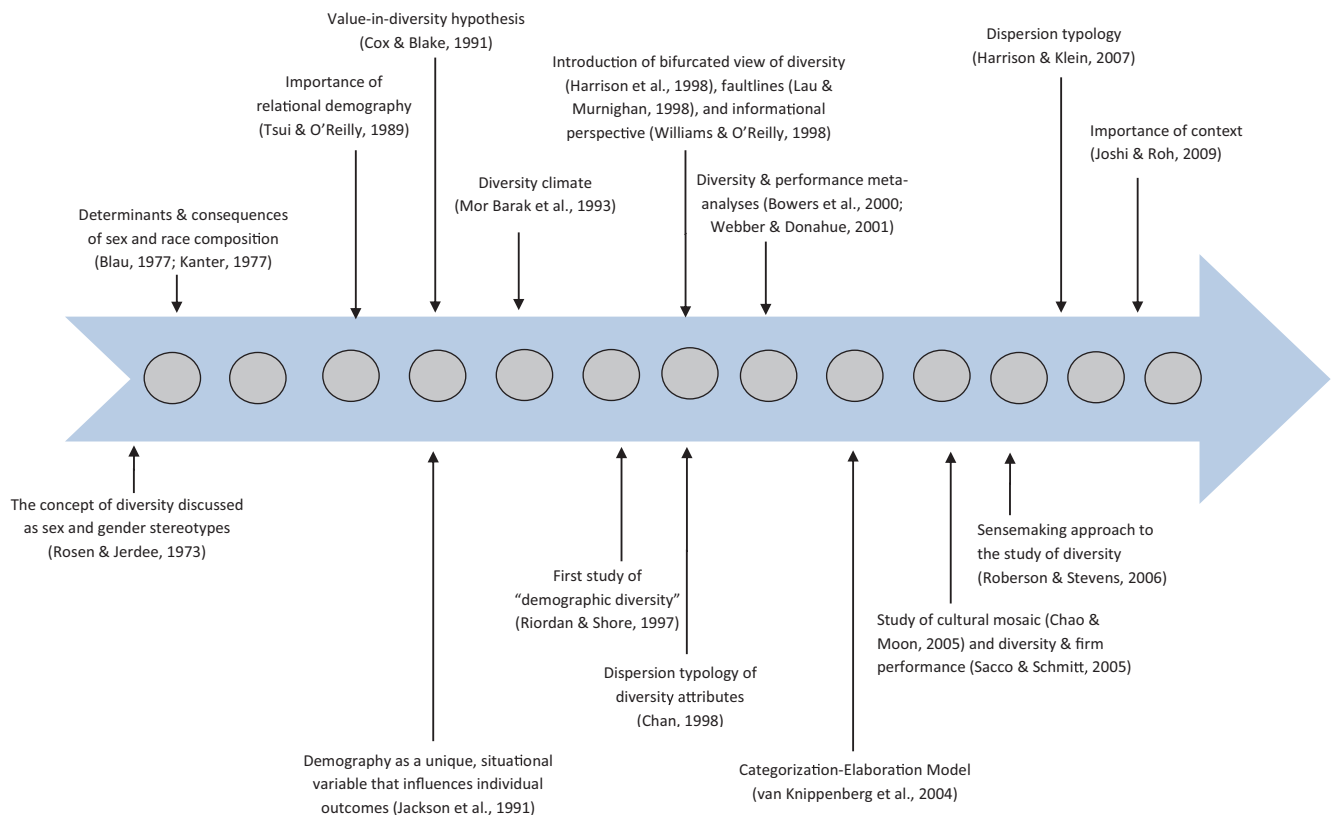 Value-in-diversity hypothesis
(Cox & Blake, 1991)
Importance of
relational demography
(Tsui & O'Reilly, 1989)
Introduction of bifurcated view of diversity
(Harrison et al., 1998), faultlines (Lau &
Murnighan, 1998), and informational
perspective (Williams & O'Reilly, 1998)
Dispersion typology
(Harrison & Klein, 2007)
Importance of context
(Joshi & Roh, 2009)
Determinants & consequences
of sex and race composition
(Blau, 1977; Kanter, 1977)
Diversity climate
(Mor Barak et al., 1993)
Diversity & performance meta-
analyses (Bowers et al., 2000;
Webber & Donahue, 2001)
The concept of diversity discussed
as sex and gender stereotypes
(Rosen & Jerdee, 1973)
First study of
“demographic diversity”
(Riordan & Shore, 1997)
Sensemaking approach to
the study of diversity
(Roberson & Stevens, 2006)
Study of cultural mosaic (Chao &
Moon, 2005) and diversity & firm
performance (Sacco & Schmitt, 2005)
Dispersion typology of
diversity attributes
(Chan, 1998)
Demography as a unique, situational
variable that influences individual
outcomes (Jackson et al., 1991)
Categorization-Elaboration Model
(van Knippenberg et al., 2004)